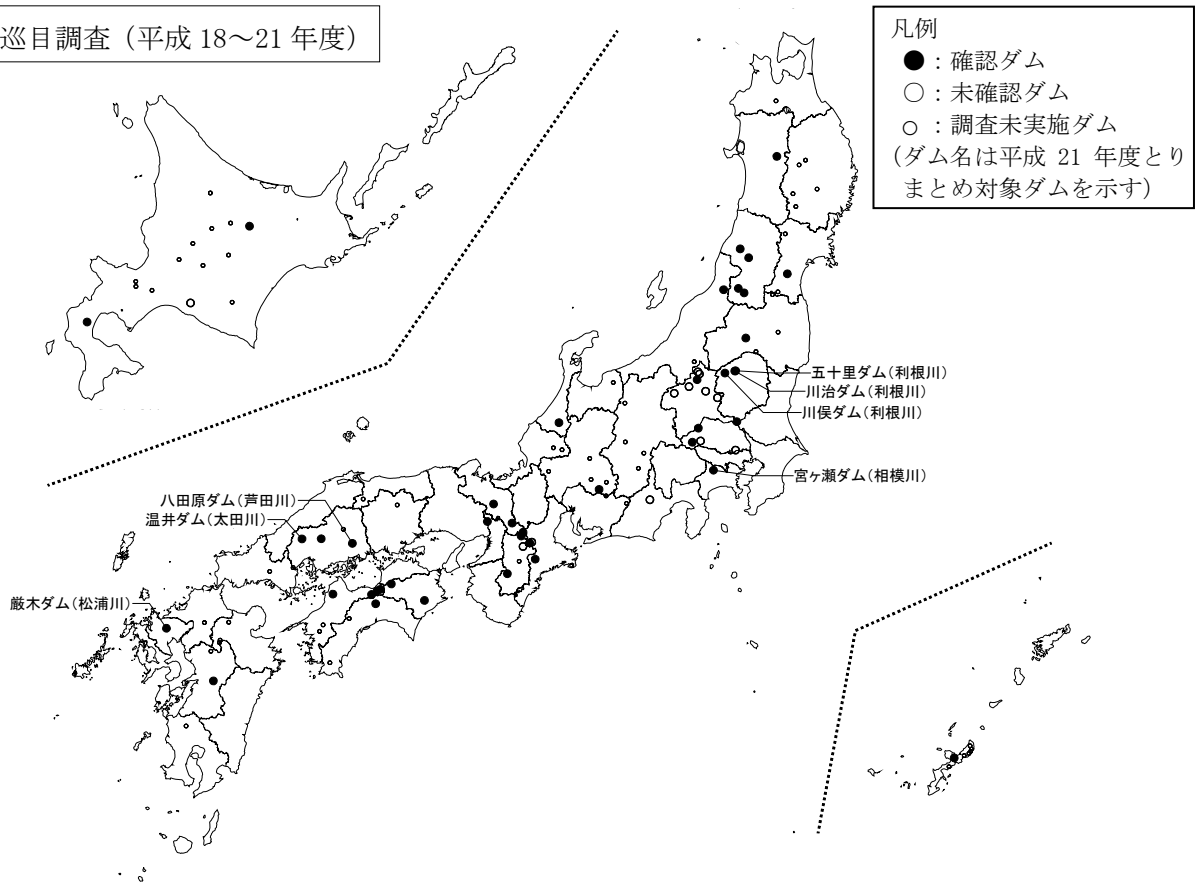 巡目調査（平成 18～21 年度）
凡例
●：確認ダム
○：未確認ダム
○：調査未実施ダム
（ダム名は平成 21 年度とり
まとめ対象ダムを示す）
五十里ダム（利根川）
川治ダム（利根川）
川俣ダム（利根川）
宮ヶ瀬ダム（相模川）
八田原ダム（芦田川）
温井ダム（太田川）
厳木ダム（松浦川）